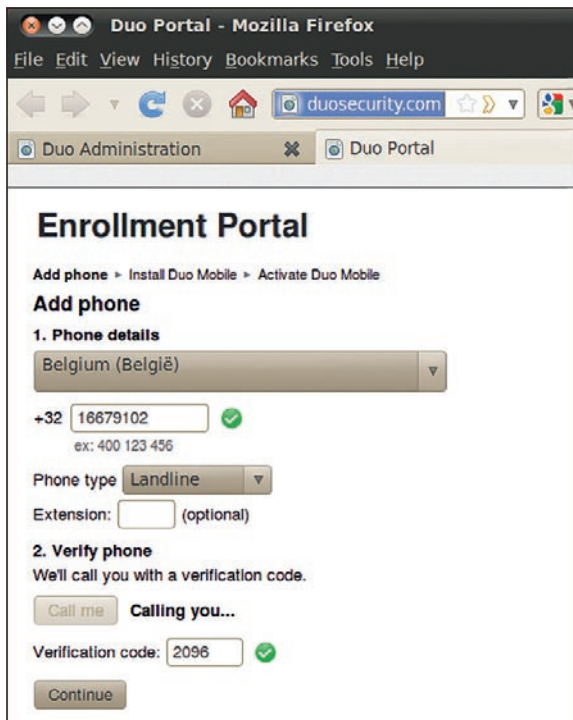 Duo Portal - Mozilla Firefox
File Edit View History Bookmarks Tools Help
duosecurity.com
Duo Administration Duo Portal
Enrollment Portal
Add phone ▸ Install Duo Mobile ▸ Activate Duo Mobile
Add phone
1. Phone details
Belgium (België)
+32 16679102
ex: 400 123 456
Phone type Landline
Extension: (optional)
2. Verify phone
We'll call you with a verification code.
Call me Calling you...
Verification code: 2096
Continue